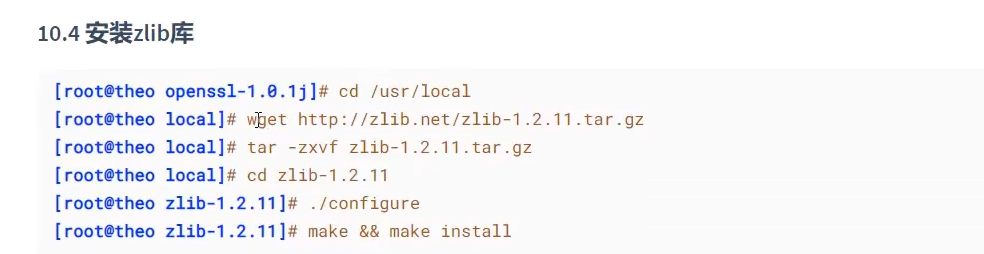 10.4 安装zlib库
[root@theo openssl-1.0.1j]# cd /usr/local
[root@theo local]# wget http://zlib.net/zlib-1.2.11.tar.gz
[root@theo local]# tar -zxvf zlib-1.2.11.tar.gz
[root@theo local]# cd zlib-1.2.11
[root@theo zlib-1.2.11]# ./configure
[root@theo zlib-1.2.11]# make && make install